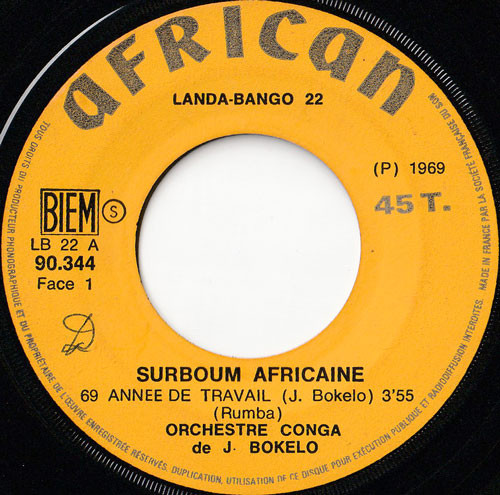 AFRICAN
LANDA-BANGO 22
(P) 1969
45 T.
BIEM S
LB 22 A
90.344
Face 1
SURBOUM AFRICAINE
69 ANNEE DE TRAVAIL (J. Bokelo) 3'55
(Rumba)
ORCHESTRE CONGA
de J. BOKELO
TOUS DROITS DU PRODUCTEUR PHONOGRAPHIQUE ET DU PROPRIÉTAIRE DE L'ŒUVRE ENREGISTRÉE RÉSERVÉS. DUPLICATION, UTILISATION DE CE DISQUE POUR EXÉCUTION PUBLIQUE ET RADIODIFFUSION INTERDITES.
MADE IN FRANCE PAR LA SOCIÉTÉ FRANÇAISE DU SON